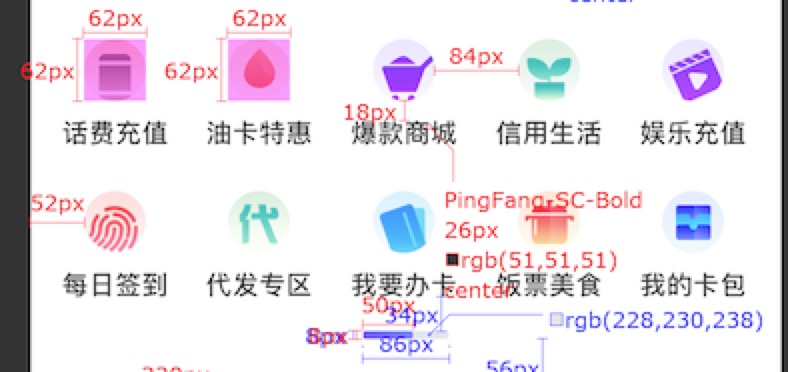 center
62px
62px
62px
62px
84px
18px
话费充值
油卡特惠
爆款商城
信用生活
娱乐充值
52px
PingFang-SC-Bold
26px
rgb(51,51,51)
center
每日签到
代发专区
我要办卡
饭票美食
我的卡包
50px
34px
rgb(228,230,238)
86px
56px